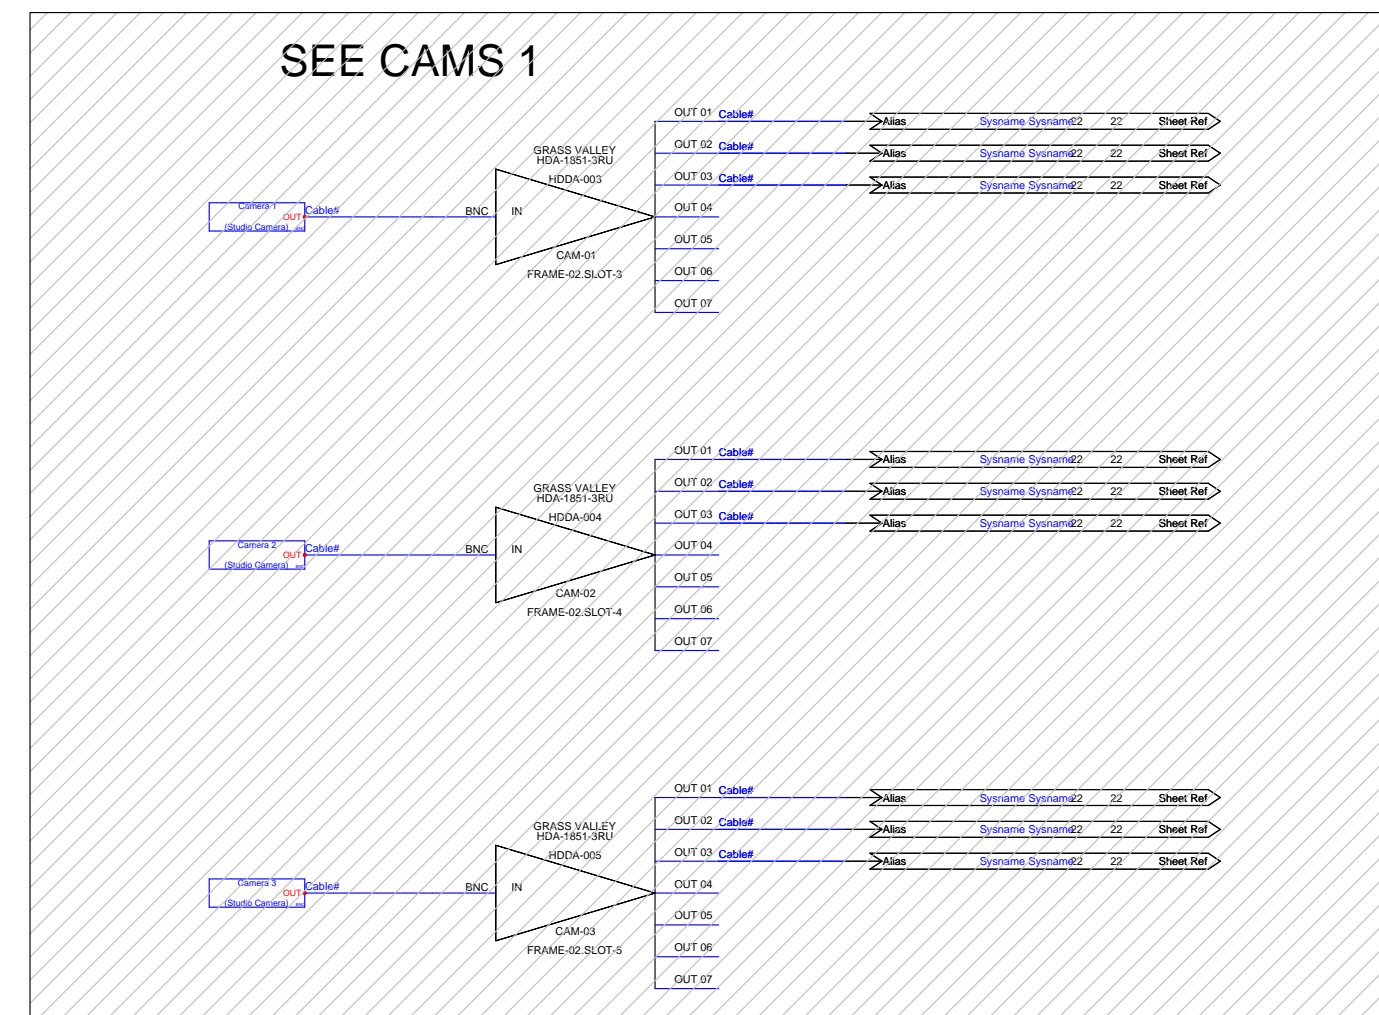 SEE CAMS 1
OUT 01 Cable# Alias Sysname Sysname 22 22 Sheet Ref
OUT 02 Cable# Alias Sysname Sysname 22 22 Sheet Ref
GRASS VALLEY
HDA-1851-3RU
OUT 03 Cable# Alias Sysname Sysname 22 22 Sheet Ref
HDDA-003
Camera 1
OUT Cable# BNC IN OUT 04
(Studio Camera) BNC
OUT 05
CAM-01
FRAME-02.SLOT-3 OUT 06
OUT 07
OUT 01 Cable# Alias Sysname Sysname 22 22 Sheet Ref
OUT 02 Cable# Alias Sysname Sysname 22 22 Sheet Ref
GRASS VALLEY
HDA-1851-3RU
OUT 03 Cable# Alias Sysname Sysname 22 22 Sheet Ref
HDDA-004
Camera 2
OUT Cable# BNC IN OUT 04
(Studio Camera) BNC
OUT 05
CAM-02
FRAME-02.SLOT-4 OUT 06
OUT 07
OUT 01 Cable# Alias Sysname Sysname 22 22 Sheet Ref
OUT 02 Cable# Alias Sysname Sysname 22 22 Sheet Ref
GRASS VALLEY
HDA-1851-3RU
OUT 03 Cable# Alias Sysname Sysname 22 22 Sheet Ref
HDDA-005
Camera 3
OUT Cable# BNC IN OUT 04
(Studio Camera) BNC
OUT 05
CAM-03
FRAME-02.SLOT-5 OUT 06
OUT 07